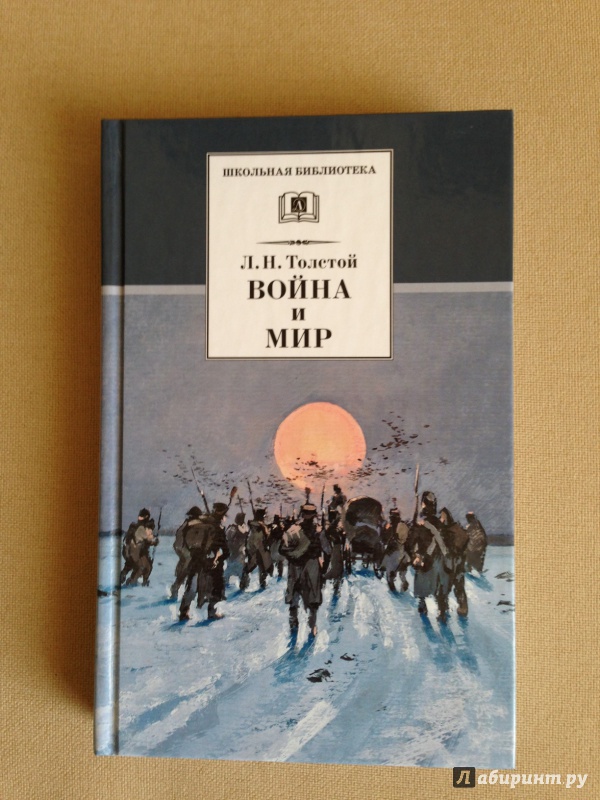 ШКОЛЬНАЯ БИБЛИОТЕКА
Л. Н. Толстой
ВОЙНА
и
МИР
Лабиринт.ру